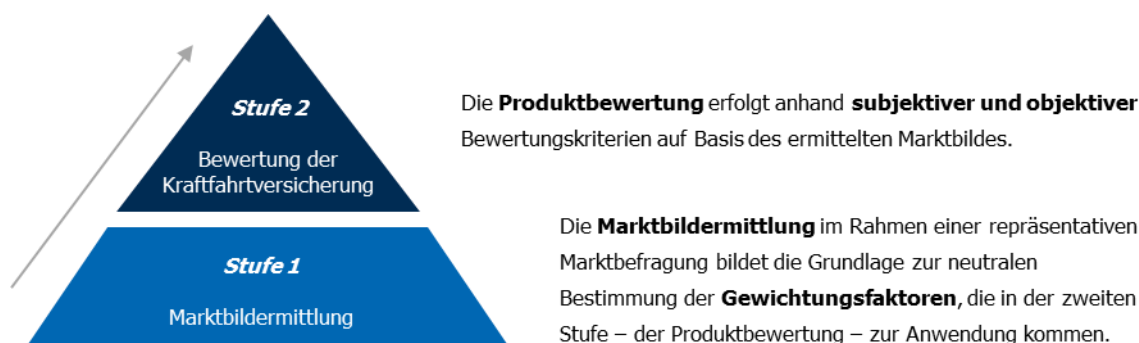 Stufe 2
Bewertung der
Kraftfahrtversicherung
Die Produktbewertung erfolgt anhand subjektiver und objektiver
Bewertungskriterien auf Basis des ermittelten Marktbildes.
Stufe 1
Marktbildermittlung
Die Marktbildermittlung im Rahmen einer repräsentativen
Marktbefragung bildet die Grundlage zur neutralen
Bestimmung der Gewichtungsfaktoren, die in der zweiten
Stufe – der Produktbewertung – zur Anwendung kommen.